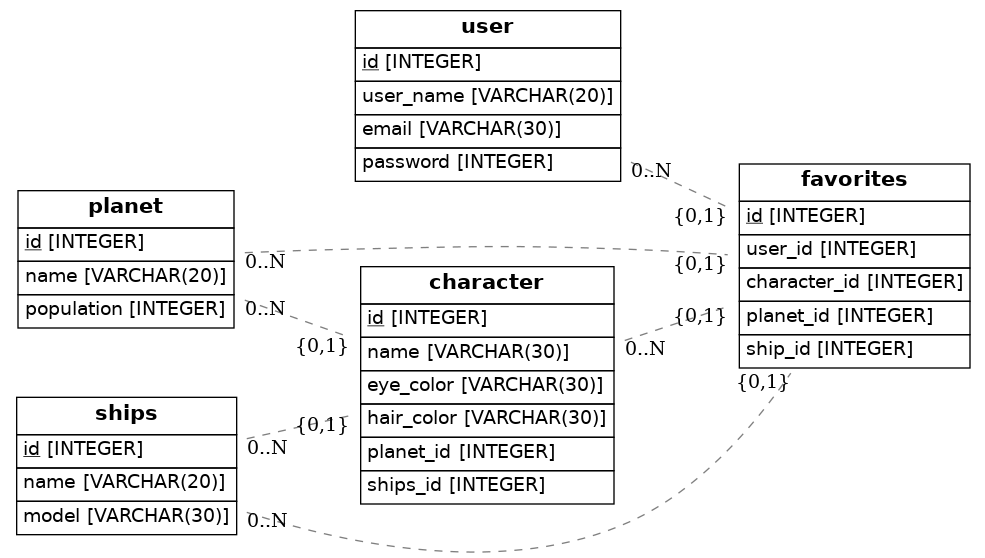 user
id [INTEGER]
user_name [VARCHAR(20)]
email [VARCHAR(30)]
password [INTEGER]
0..N
{0,1}
favorites
id [INTEGER]
user_id [INTEGER]
character_id [INTEGER]
planet_id [INTEGER]
ship_id [INTEGER]
planet
id [INTEGER]
name [VARCHAR(20)]
population [INTEGER]
0..N
{0,1}
0..N
{0,1}
character
id [INTEGER]
name [VARCHAR(30)]
eye_color [VARCHAR(30)]
hair_color [VARCHAR(30)]
planet_id [INTEGER]
ships_id [INTEGER]
0..N
{0,1}
ships
id [INTEGER]
name [VARCHAR(20)]
model [VARCHAR(30)]
0..N
{0,1}
0..N
{0,1}